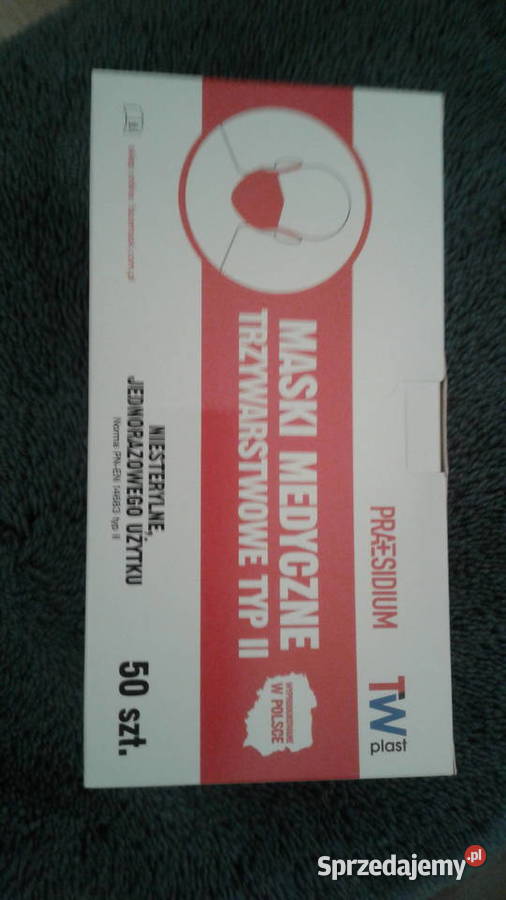 PRÆSIDIUM
TW
plast
MASKI MEDYCZNE
TRZYWARSTWOWE TYP II
WYPRODUKOWANO
W POLSCE
NIESTERYLNE,
JEDNORAZOWEGO UŻYTKU
Norma: PN-EN 14683 typ II
50 szt.
Sprzedajemy.pl